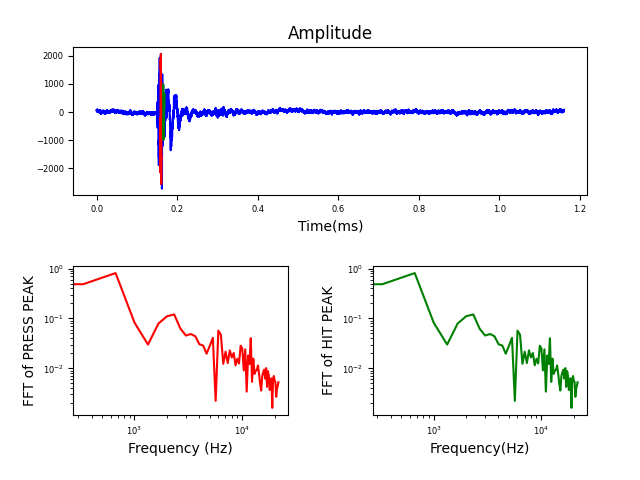 Amplitude
2000
1000
0
−1000
−2000
0.0 0.2 0.4 0.6 0.8 1.0 1.2
Time(ms)
FFT of PRESS PEAK
10⁰
10⁻¹
10⁻²
10³ 10⁴
Frequency (Hz)
FFT of HIT PEAK
10⁰
10⁻¹
10⁻²
10³ 10⁴
Frequency(Hz)